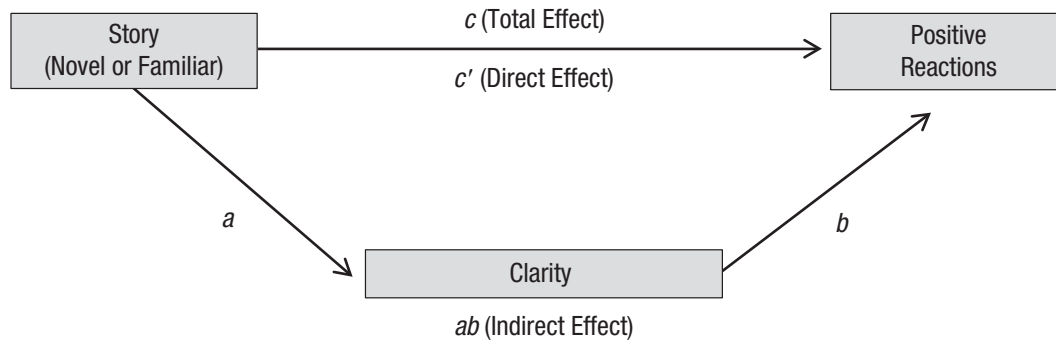 c (Total Effect)
Story
(Novel or Familiar)
Positive
Reactions
c′ (Direct Effect)
a
b
Clarity
ab (Indirect Effect)